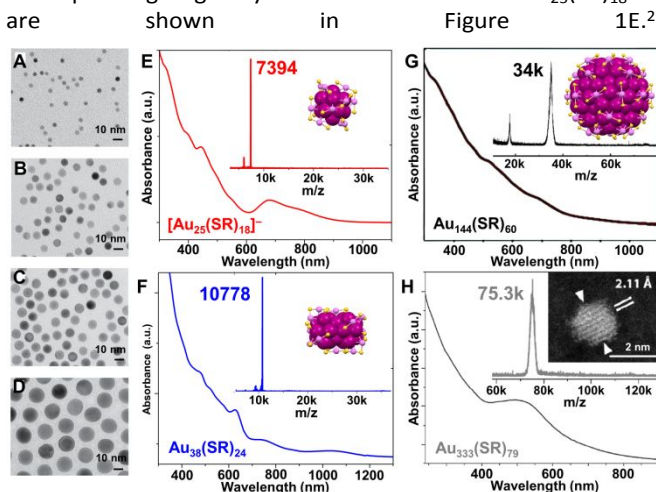 are shown in Figure 1E.2
A
10 nm
B
10 nm
C
10 nm
D
10 nm
E
7394
10k 20k 30k
m/z
Absorbance (a.u.)
[Au25(SR)18]−
600 800 1000
Wavelength (nm)
F
10778
10k 20k 30k
m/z
Absorbance (a.u.)
Au38(SR)24
400 600 800 1000 1200
Wavelength (nm)
G
34k
20k 40k 60k
m/z
Absorbance (a.u.)
Au144(SR)60
400 600 800 1000
Wavelength (nm)
H
75.3k
2.11 Å
2 nm
60k 80k 100k 120k
m/z
Absorbance (a.u.)
Au333(SR)79
400 600 800 1000
Wavelength (nm)